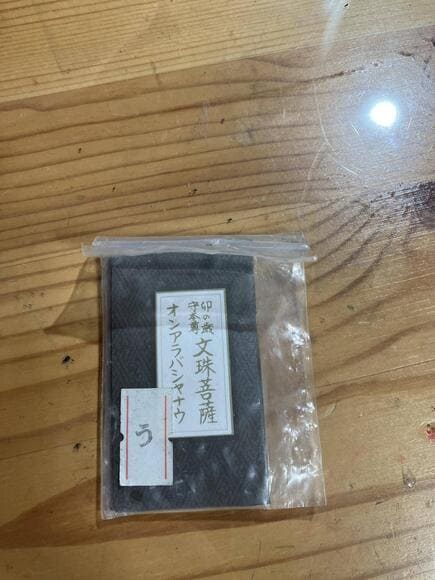 卯の歳
守本尊
文珠菩薩
オンアラバシャナウ
う